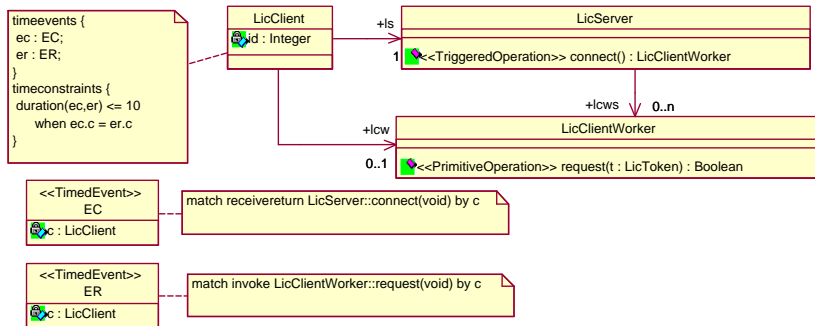 timeevents {
ec : EC;
er : ER;
}
timeconstraints {
duration(ec,er) <= 10
when ec.c = er.c
}
LicClient
id : Integer
+ls
1
LicServer
<<TriggeredOperation>> connect() : LicClientWorker
+lcws
0..n
+lcw
0..1
LicClientWorker
<<PrimitiveOperation>> request(t : LicToken) : Boolean
<<TimedEvent>>
EC
c : LicClient
match receivereturn LicServer::connect(void) by c
<<TimedEvent>>
ER
c : LicClient
match invoke LicClientWorker::request(void) by c